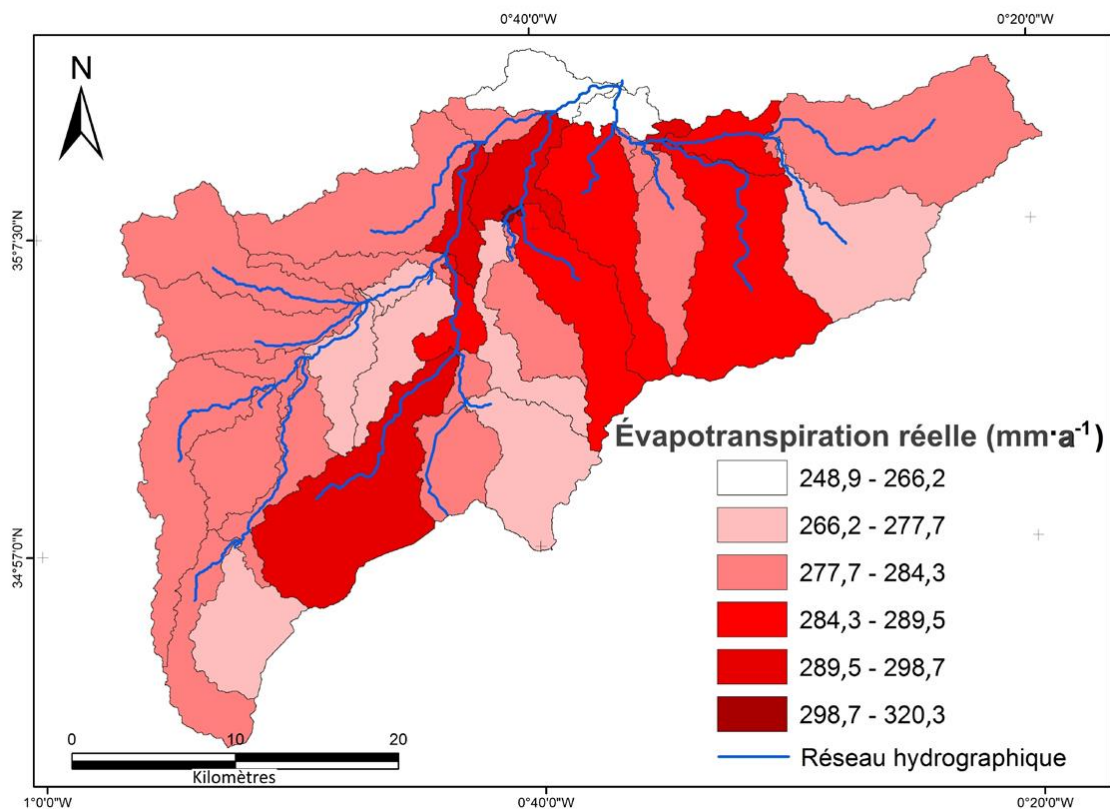 0°40'0"W
0°20'0"W
N
35°7'30"N
34°57'0"N
Évapotranspiration réelle (mm·a-1)
248,9 - 266,2
266,2 - 277,7
277,7 - 284,3
284,3 - 289,5
289,5 - 298,7
298,7 - 320,3
Réseau hydrographique
0
10
20
Kilomètres
1°0'0"W
0°40'0"W
0°20'0"W